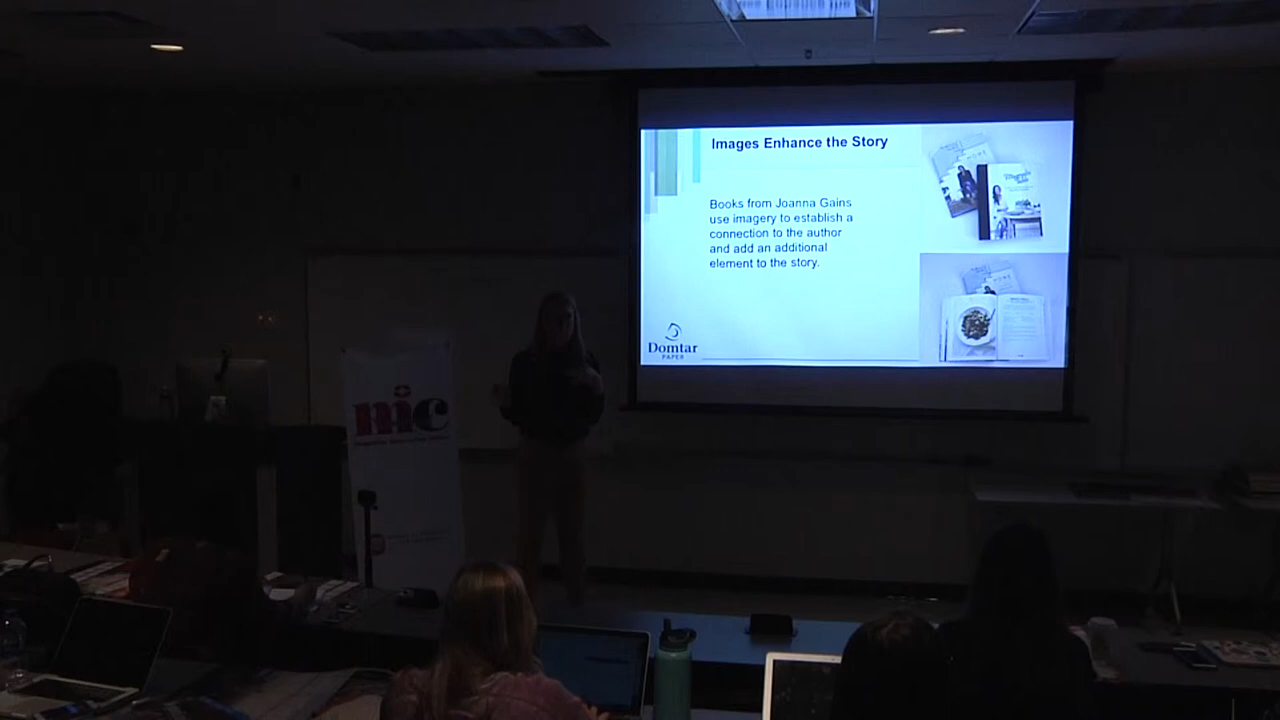 Images Enhance the Story
Books from Joanna Gains
use imagery to establish a
connection to the author
and add an additional
element to the story.
Domtar
PAPER
nic
HOME